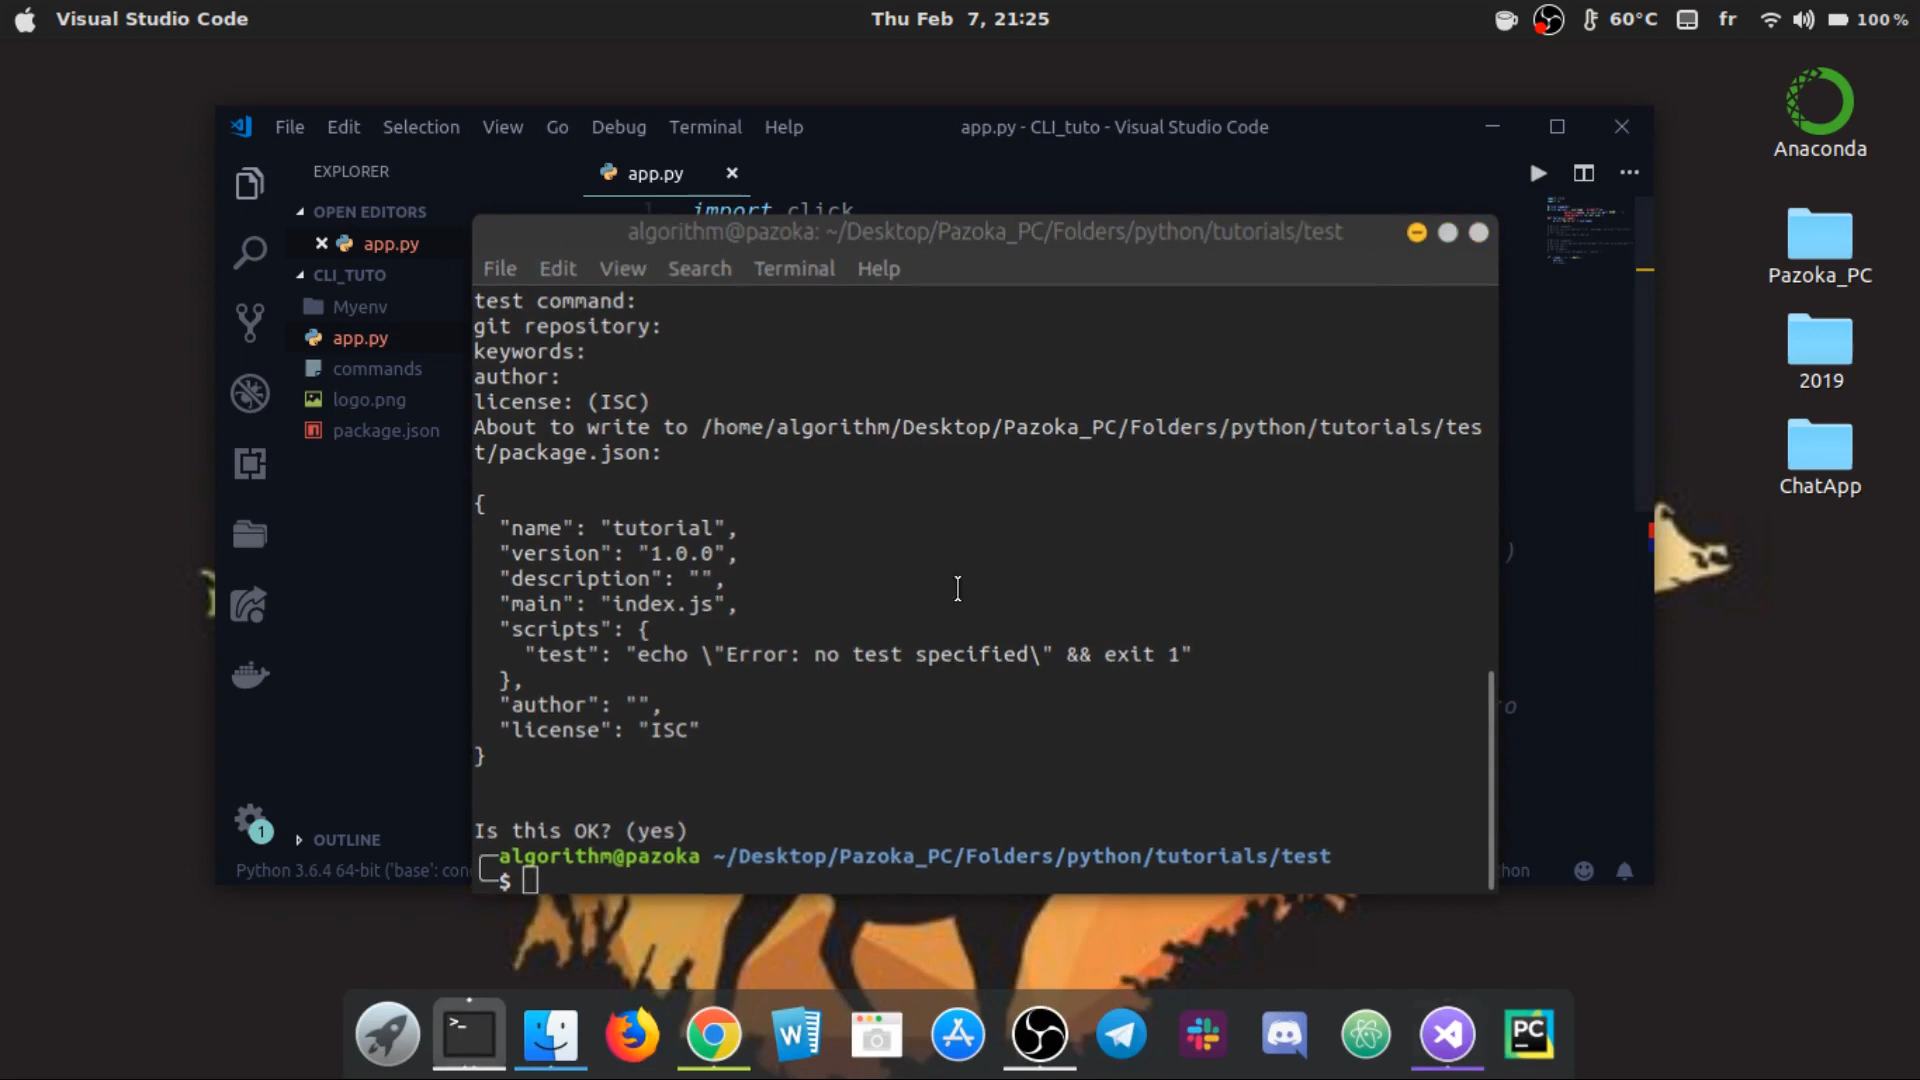 Visual Studio Code
Thu Feb 7, 21:25
60°C
fr
100 %
File Edit Selection View Go Debug Terminal Help
app.py - CLI_tuto - Visual Studio Code
EXPLORER
app.py
OPEN EDITORS
app.py
CLI_TUTO
Myenv
app.py
commands
logo.png
package.json
OUTLINE
1
Python 3.6.4 64-bit ('base': con
1 import click
algorithm@pazoka: ~/Desktop/Pazoka_PC/Folders/python/tutorials/test
File Edit View Search Terminal Help
test command:
git repository:
keywords:
author:
license: (ISC)
About to write to /home/algorithm/Desktop/Pazoka_PC/Folders/python/tutorials/tes
t/package.json:
{
"name": "tutorial",
"version": "1.0.0",
"description": "",
"main": "index.js",
"scripts": {
"test": "echo \"Error: no test specified\" && exit 1"
},
"author": "",
"license": "ISC"
}
Is this OK? (yes)
algorithm@pazoka ~/Desktop/Pazoka_PC/Folders/python/tutorials/test
$
)
o
hon
Anaconda
Pazoka_PC
2019
ChatApp
>_
W
PC